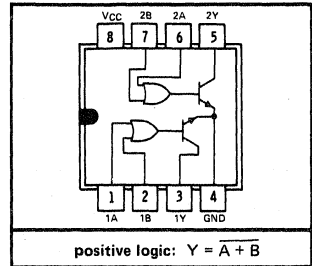 VCC 2B 2A 2Y
8 7 6 5
1 2 3 4
1A 1B 1Y GND
positive logic: Y = A̅ ̅+̅ ̅B̅